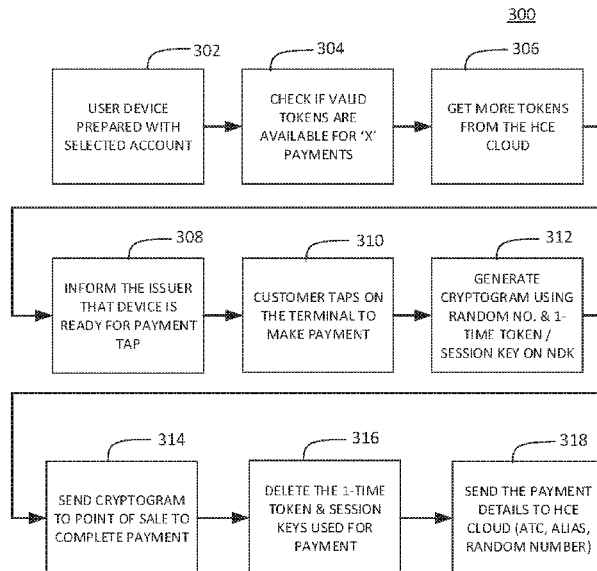 300
302
USER DEVICE
PREPARED WITH
SELECTED ACCOUNT
304
CHECK IF VALID
TOKENS ARE
AVAILABLE FOR 'X'
PAYMENTS
306
GET MORE TOKENS
FROM THE HCE
CLOUD
308
INFORM THE ISSUER
THAT DEVICE IS
READY FOR PAYMENT
TAP
310
CUSTOMER TAPS ON
THE TERMINAL TO
MAKE PAYMENT
312
GENERATE
CRYPTOGRAM USING
RANDOM NO. & 1-
TIME TOKEN /
SESSION KEY ON NDK
314
SEND CRYPTOGRAM
TO POINT OF SALE TO
COMPLETE PAYMENT
316
DELETE THE 1-TIME
TOKEN & SESSION
KEYS USED FOR
PAYMENT
318
SEND THE PAYMENT
DETAILS TO HCE
CLOUD (ATC, ALIAS,
RANDOM NUMBER)